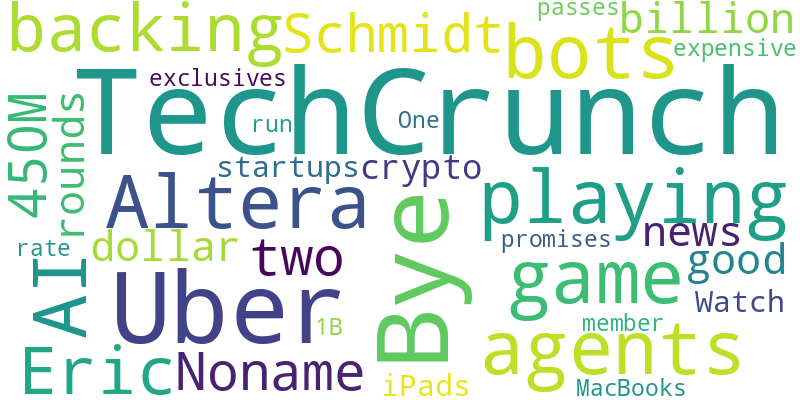 passes
backing
Schmidt
billion
bots
expensive
exclusives
TechCrunch
450M
rounds
run
One
startups
crypto
Altera
playing
Bye
news
promises
rate
dollar
two
good
AI
game
Uber
Watch
1B
member
agents
Eric
Noname
iPads
MacBooks